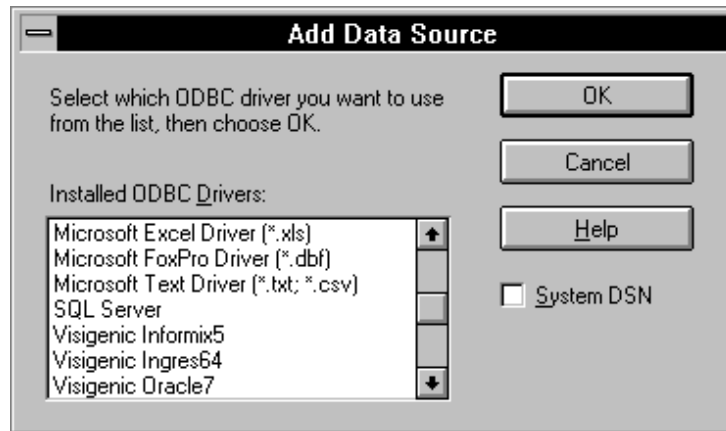 Add Data Source
Select which ODBC driver you want to use
from the list, then choose OK.
OK
Cancel
Installed ODBC Drivers:
Help
Microsoft Excel Driver (*.xls)
Microsoft FoxPro Driver (*.dbf)
Microsoft Text Driver (*.txt; *.csv)
SQL Server
Visigenic Informix5
Visigenic Ingres64
Visigenic Oracle7
System DSN